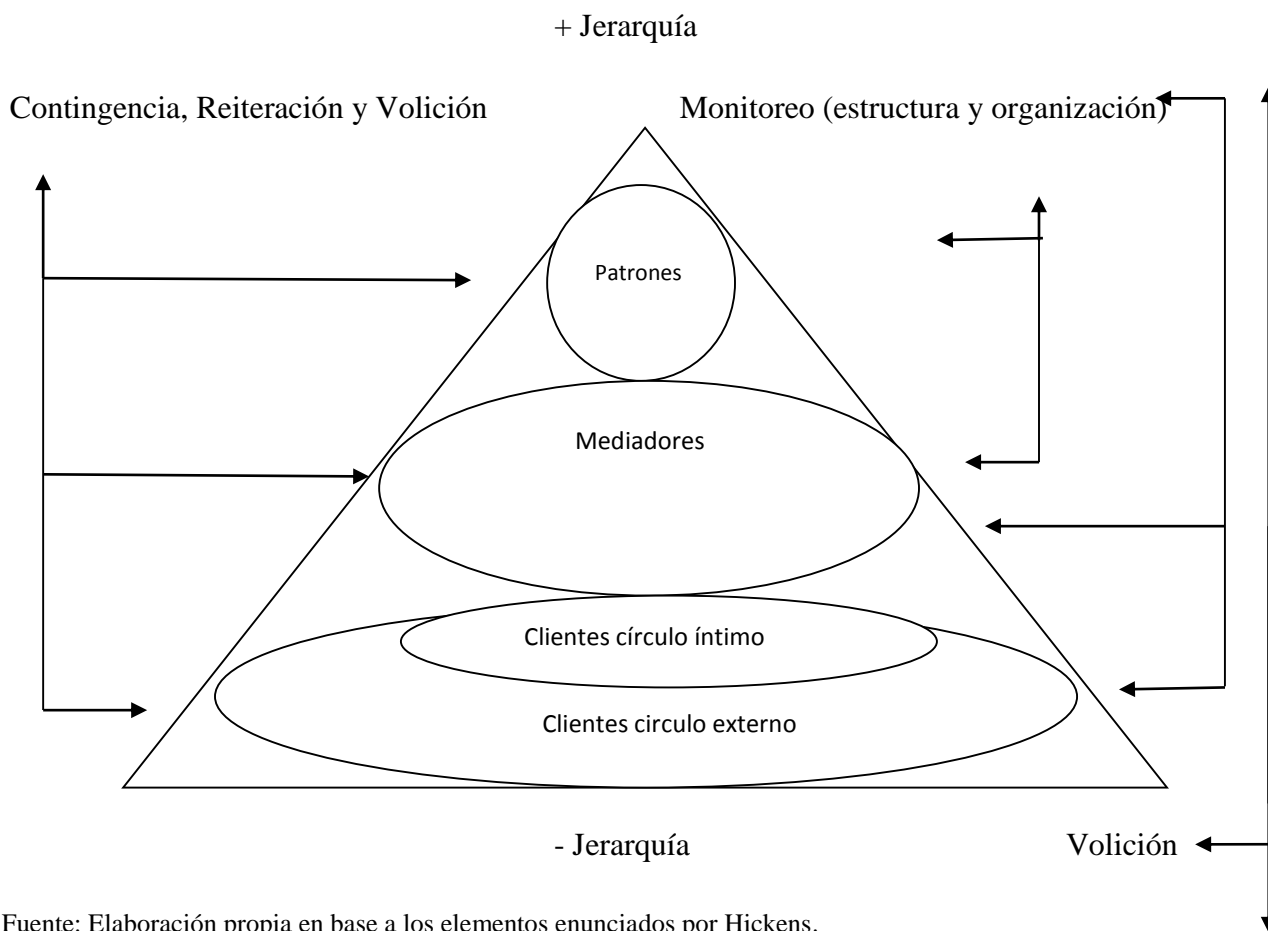 + Jerarquía
Contingencia, Reiteración y Volición
Monitoreo (estructura y organización)
Patrones
Mediadores
Clientes círculo íntimo
Clientes circulo externo
- Jerarquía
Volición
Fuente: Elaboración propia en base a los elementos enunciados por Hickens.